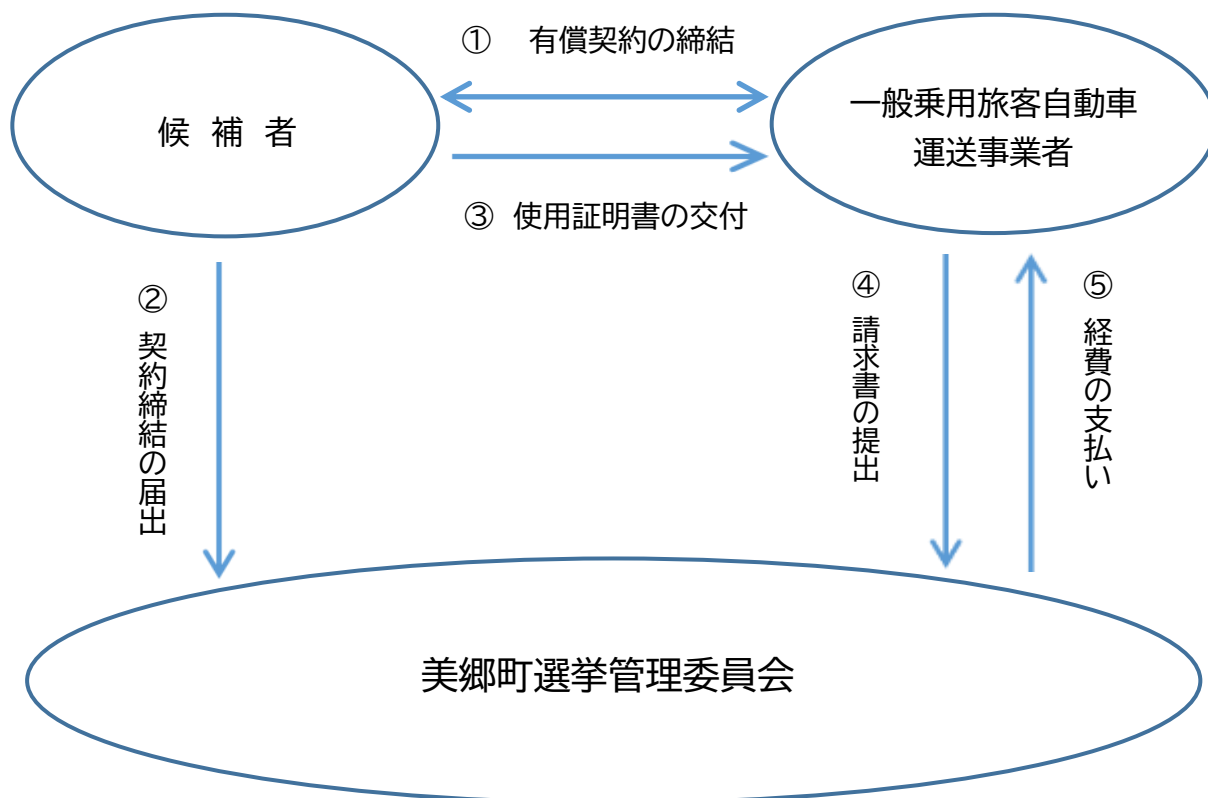 ① 有償契約の締結
候補者
一般乗用旅客自動車
運送事業者
③ 使用証明書の交付
② 契約締結の届出
④ 請求書の提出
⑤ 経費の支払い
美郷町選挙管理委員会